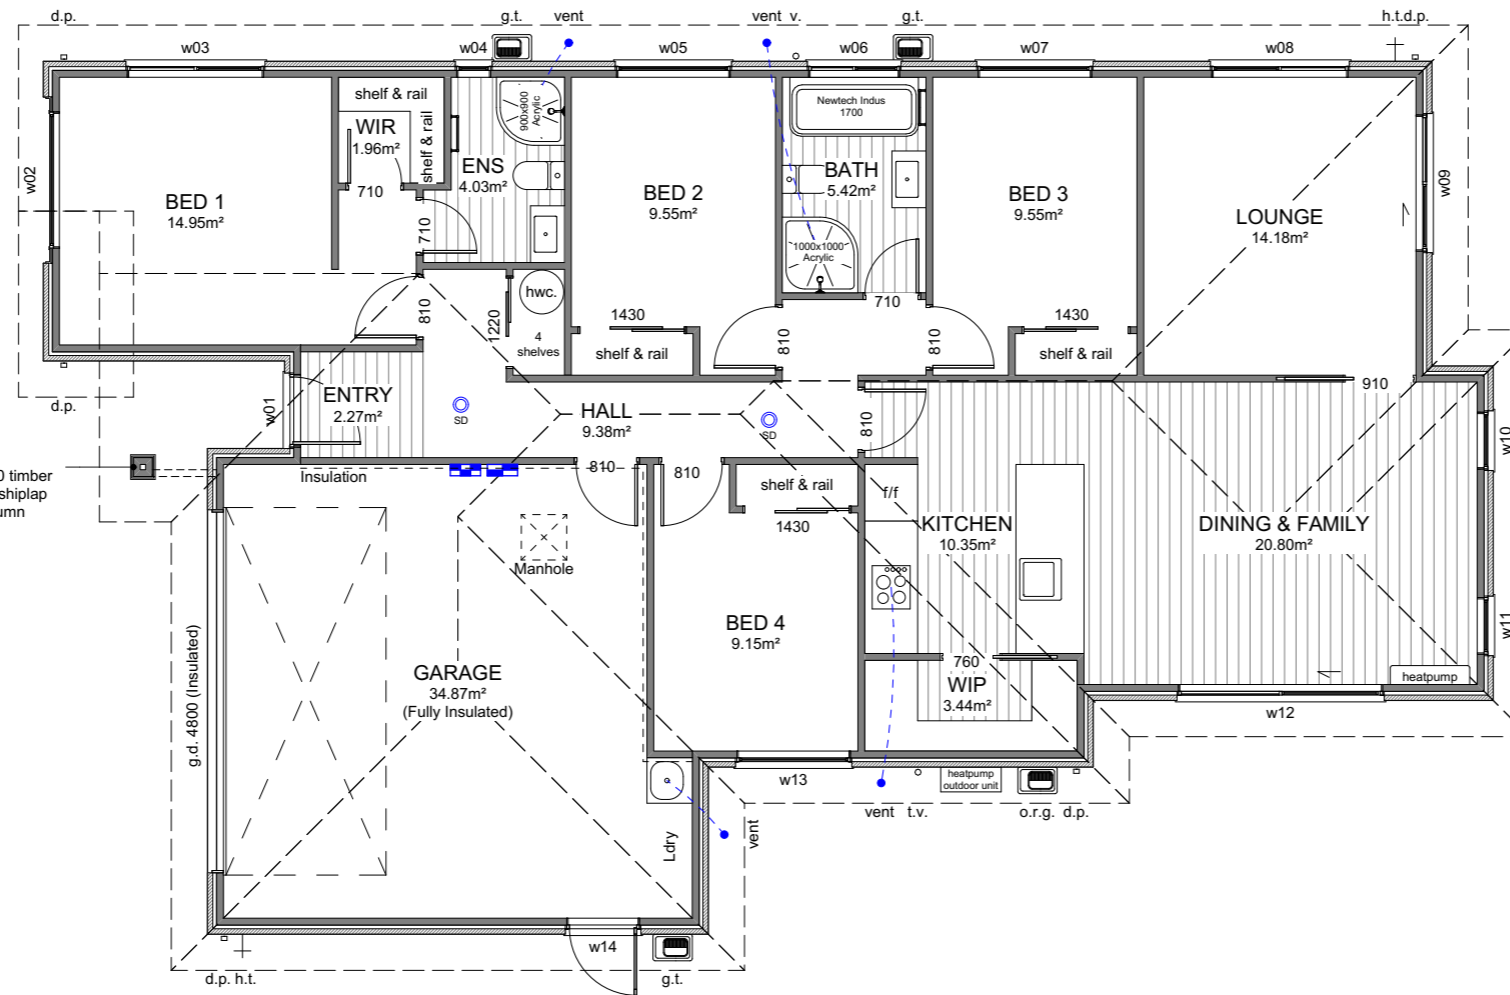 d.p.
g.t.
vent
vent v.
g.t.
h.t.d.p.
w03
w04
w05
w06
w07
w08
shelf & rail
WIR
1.96m²
shelf & rail
710
900x900
Acrylic
ENS
4.03m²
710
Newtech Indus
1700
BATH
5.42m²
1000x1000
Acrylic
710
w02
BED 1
14.95m²
BED 2
9.55m²
BED 3
9.55m²
LOUNGE
14.18m²
w09
810
1220
hwc.
4
shelves
1430
shelf & rail
810
810
1430
shelf & rail
910
d.p.
w01
ENTRY
2.27m²
SD
HALL
9.38m²
SD
810
w10
0 timber
shiplap
umn
Insulation
810
810
shelf & rail
1430
f/f
KITCHEN
10.35m²
DINING & FAMILY
20.80m²
Manhole
BED 4
9.15m²
w11
g.d. 4800 (Insulated)
GARAGE
34.87m²
(Fully Insulated)
760
WIP
3.44m²
heatpump
w12
w13
heatpump
outdoor unit
vent
t.v.
o.r.g.
d.p.
Ldry
vent
w14
d.p. h.t.
g.t.